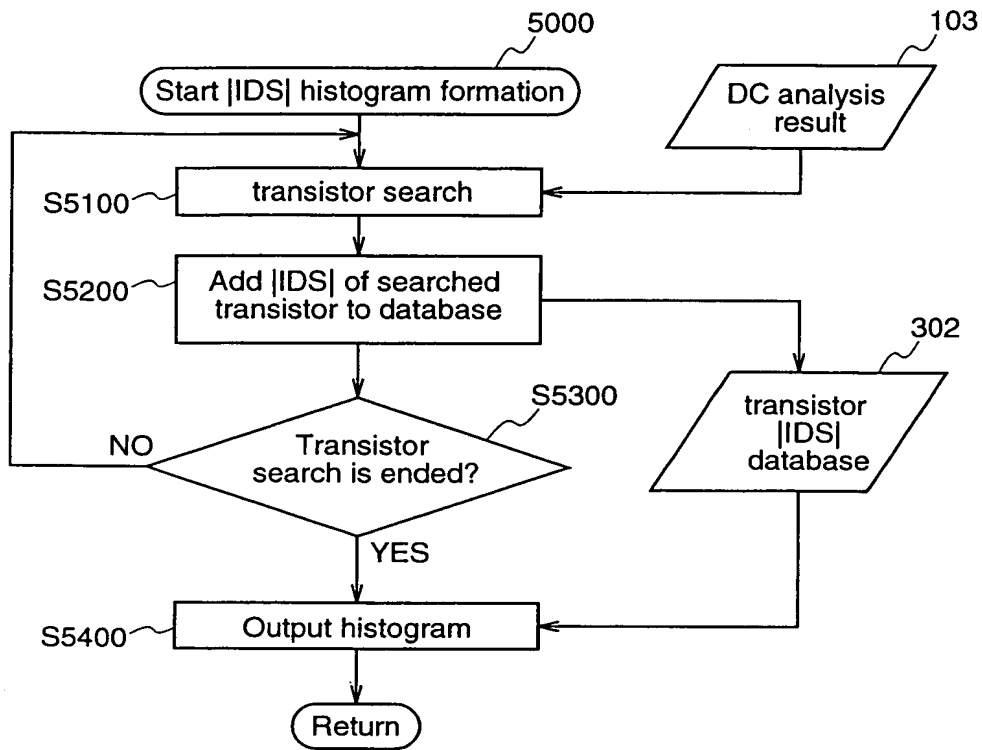 5000
103
Start |IDS| histogram formation
DC analysis
result
S5100
transistor search
S5200
Add |IDS| of searched
transistor to database
302
S5300
transistor
|IDS|
database
NO
Transistor
search is ended?
YES
S5400
Output histogram
Return